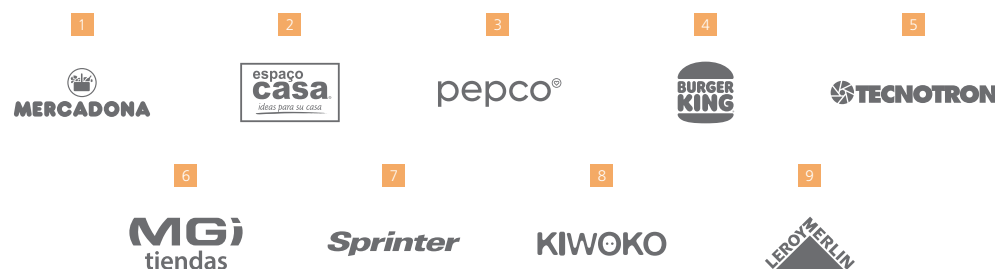 1
2
3
4
5
MERCADONA
espaço
casa
ideas para su casa
pepco
BURGER
KING
TECNOTRON
6
7
8
9
MGi
tiendas
Sprinter
KIWOKO
LEROY MERLIN